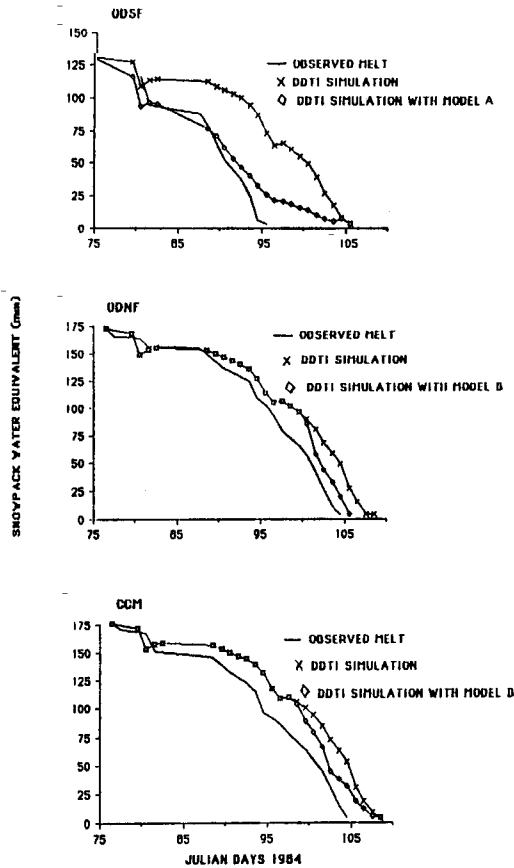 ODSF
150
125
100
75
50
25
0
75 85 95 105
OBSERVED MELT
DDTI SIMULATION
DDTI SIMULATION WITH MODEL A
SNOWPACK WATER EQUIVALENT (mm)
ODNF
175
150
125
100
75
50
25
0
75 85 95 105
OBSERVED MELT
DDTI SIMULATION
DDTI SIMULATION WITH MODEL B
CCM
175
150
125
100
75
50
25
0
75 85 95 105
OBSERVED MELT
DDTI SIMULATION
DDTI SIMULATION WITH MODEL B
JULIAN DAYS 1984